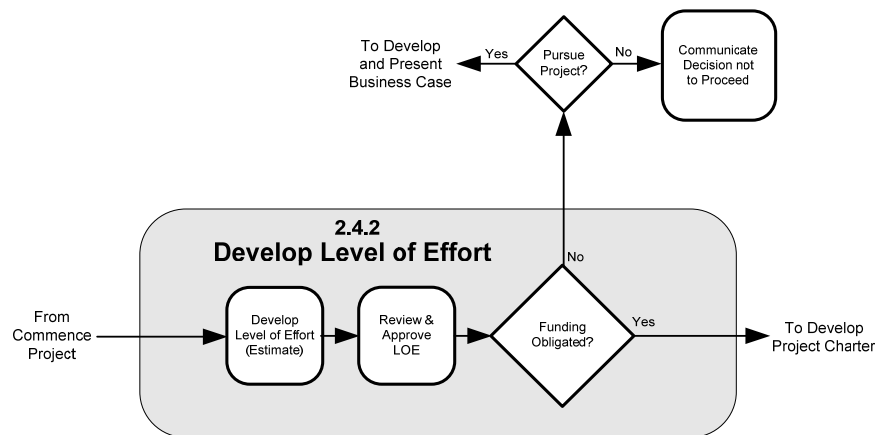 To Develop
and Present
Business Case
Yes
Pursue
Project?
No
Communicate
Decision not
to Proceed
2.4.2
Develop Level of Effort
No
From
Commence
Project
Develop
Level of Effort
(Estimate)
Review &
Approve
LOE
Funding
Obligated?
Yes
To Develop
Project Charter